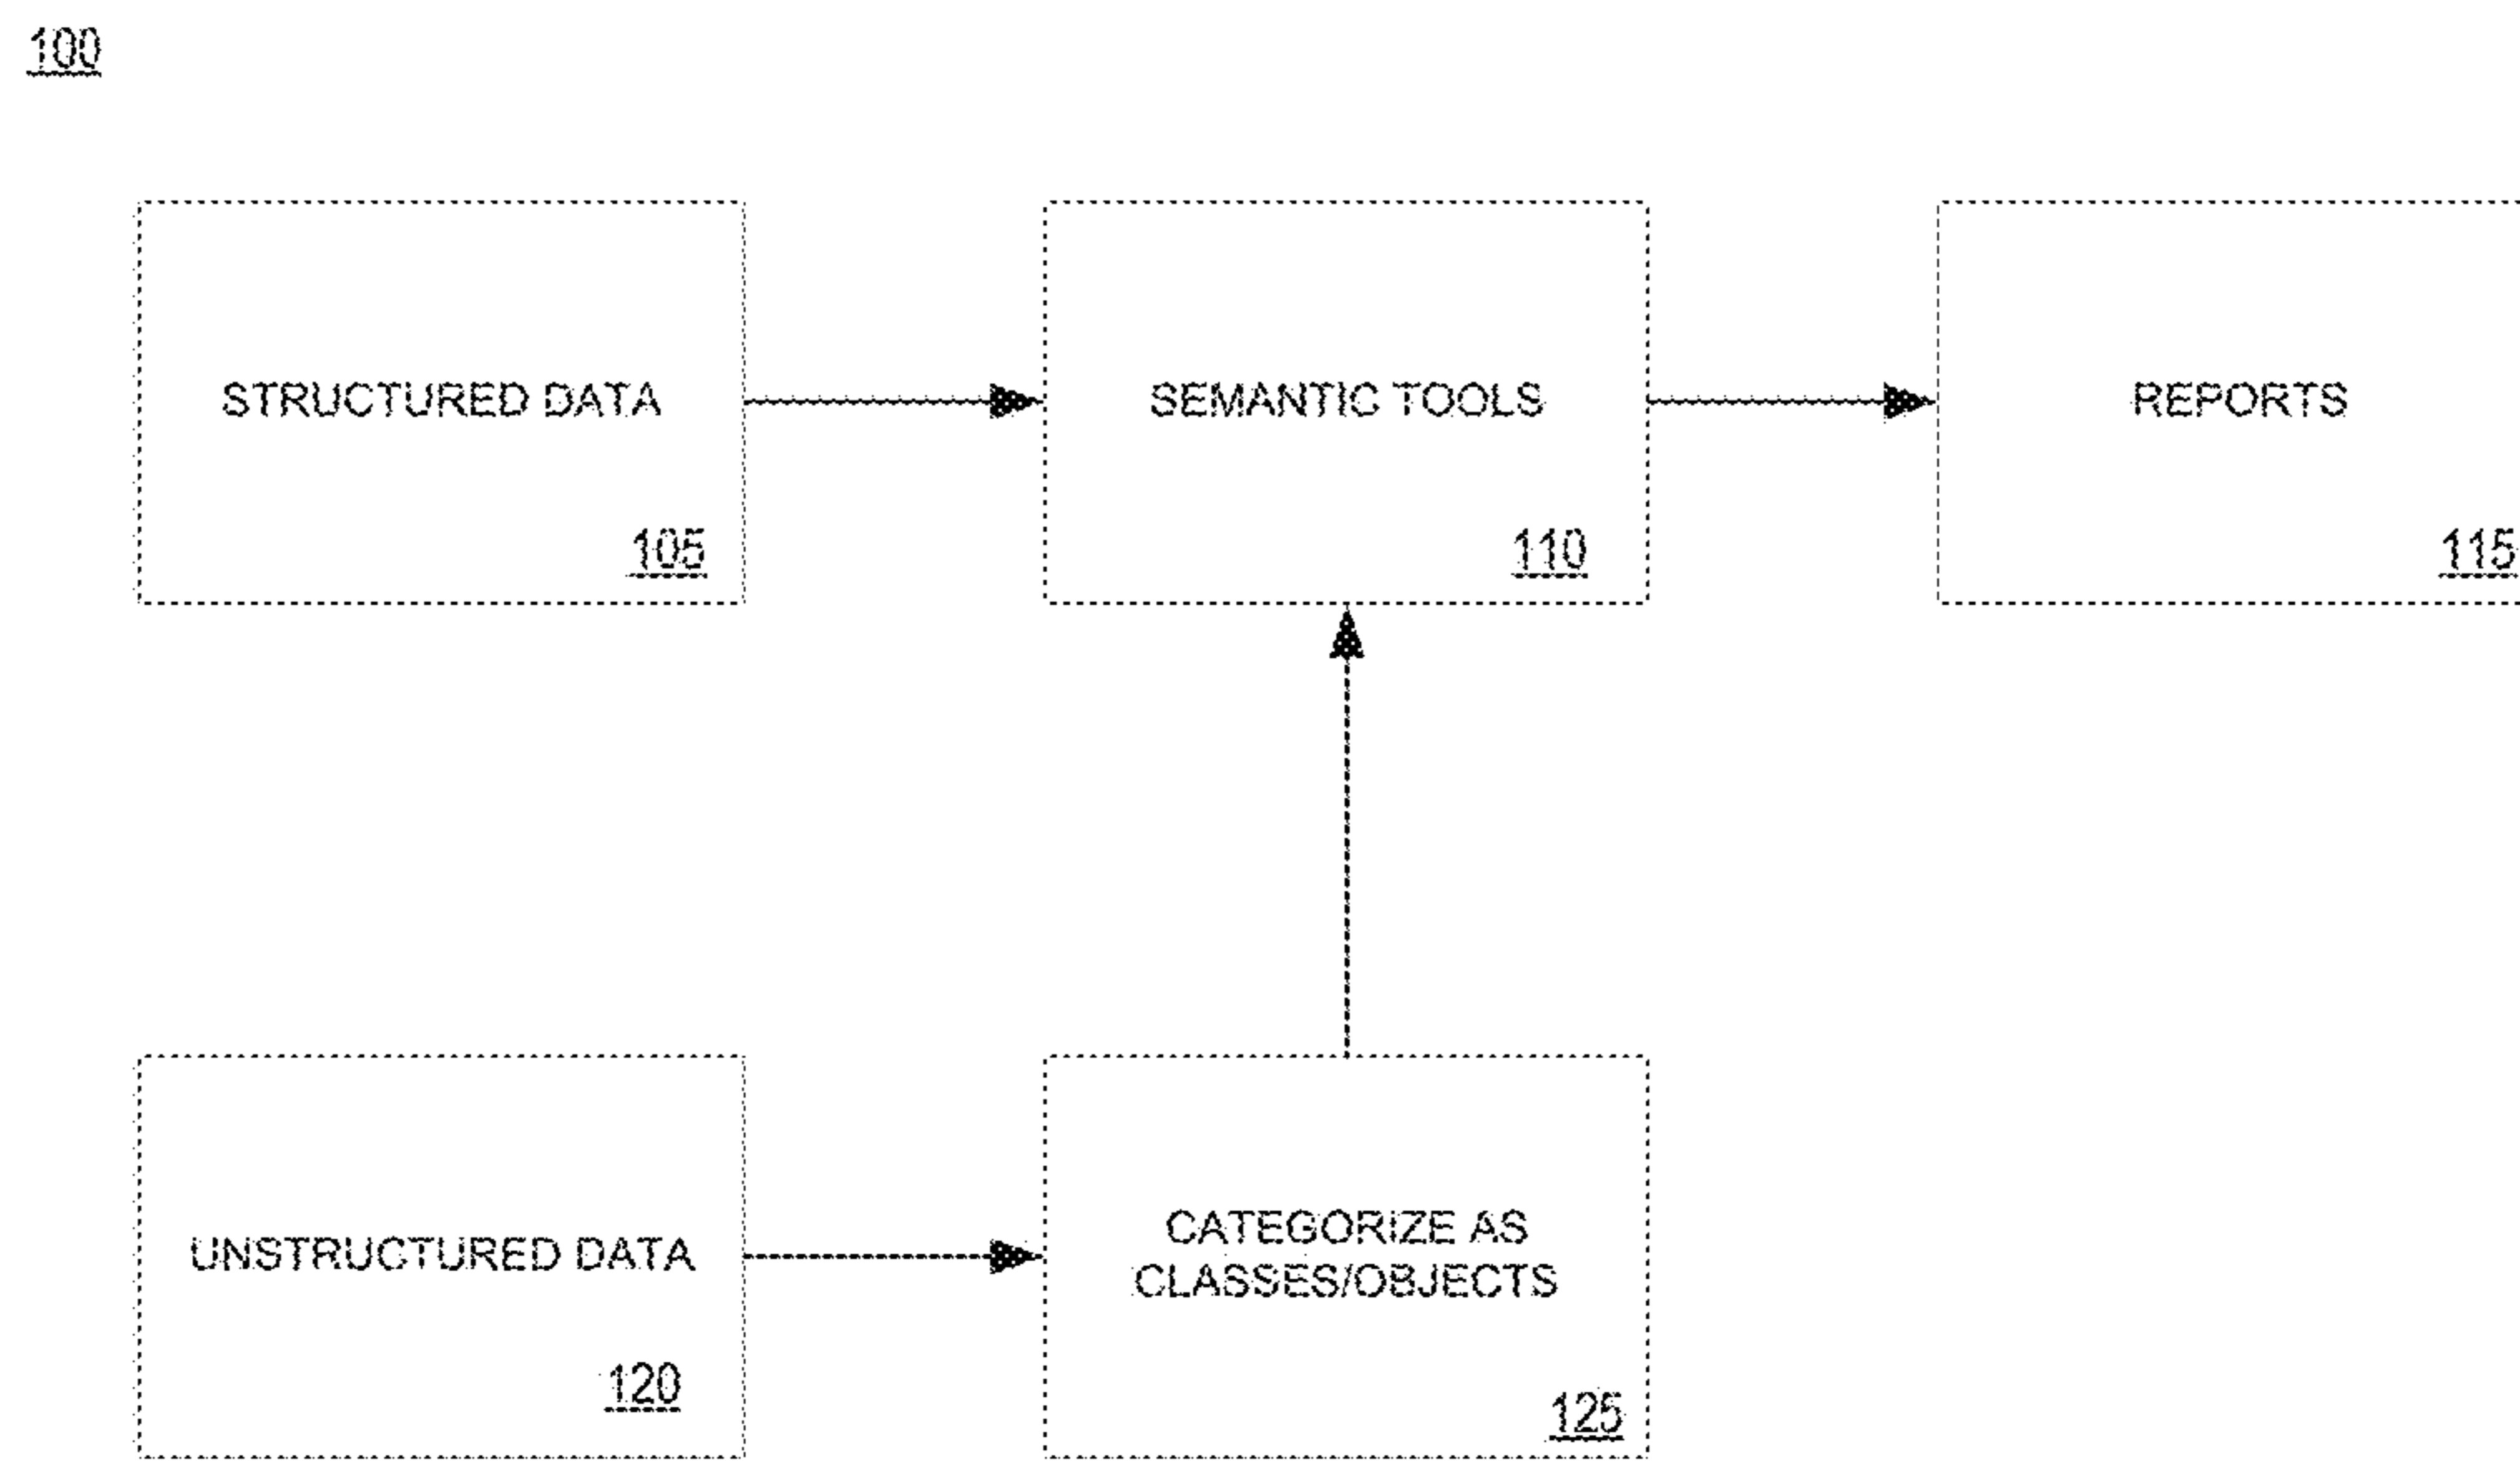 100
STRUCTURED DATA
105
SEMANTIC TOOLS
110
REPORTS
115
UNSTRUCTURED DATA
120
CATEGORIZE AS
CLASSES/OBJECTS
125